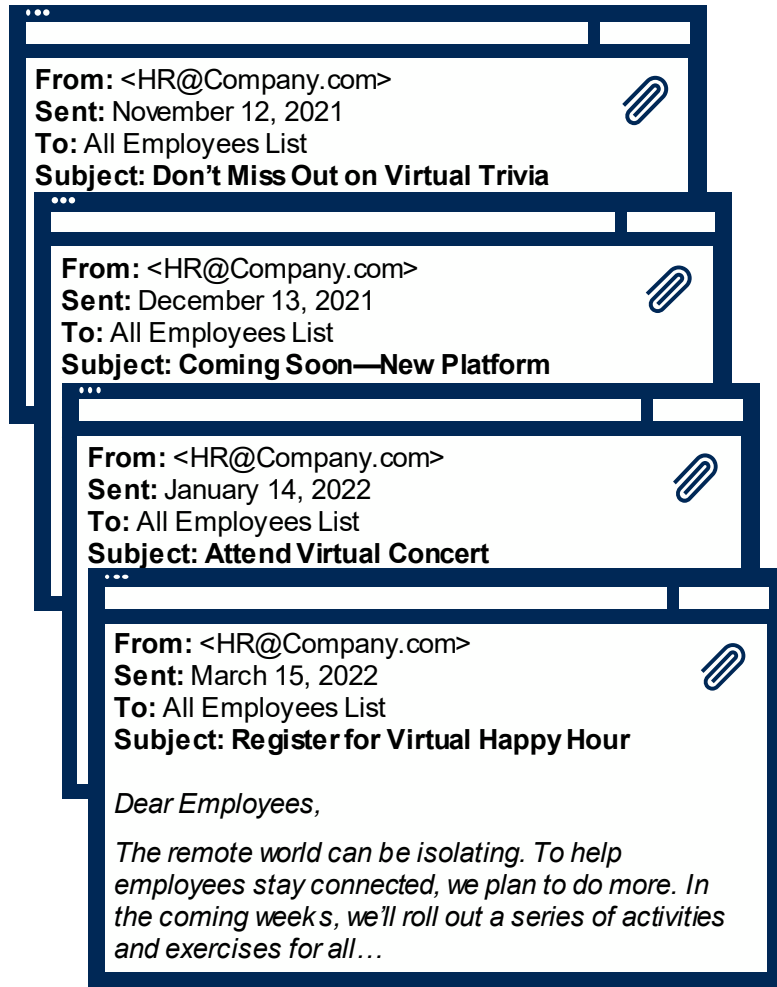 From: <HR@Company.com>
Sent: November 12, 2021
To: All Employees List
Subject: Don’t Miss Out on Virtual Trivia
From: <HR@Company.com>
Sent: December 13, 2021
To: All Employees List
Subject: Coming Soon—New Platform
From: <HR@Company.com>
Sent: January 14, 2022
To: All Employees List
Subject: Attend Virtual Concert
From: <HR@Company.com>
Sent: March 15, 2022
To: All Employees List
Subject: Register for Virtual Happy Hour
Dear Employees,
The remote world can be isolating. To help
employees stay connected, we plan to do more. In
the coming weeks, we’ll roll out a series of activities
and exercises for all…